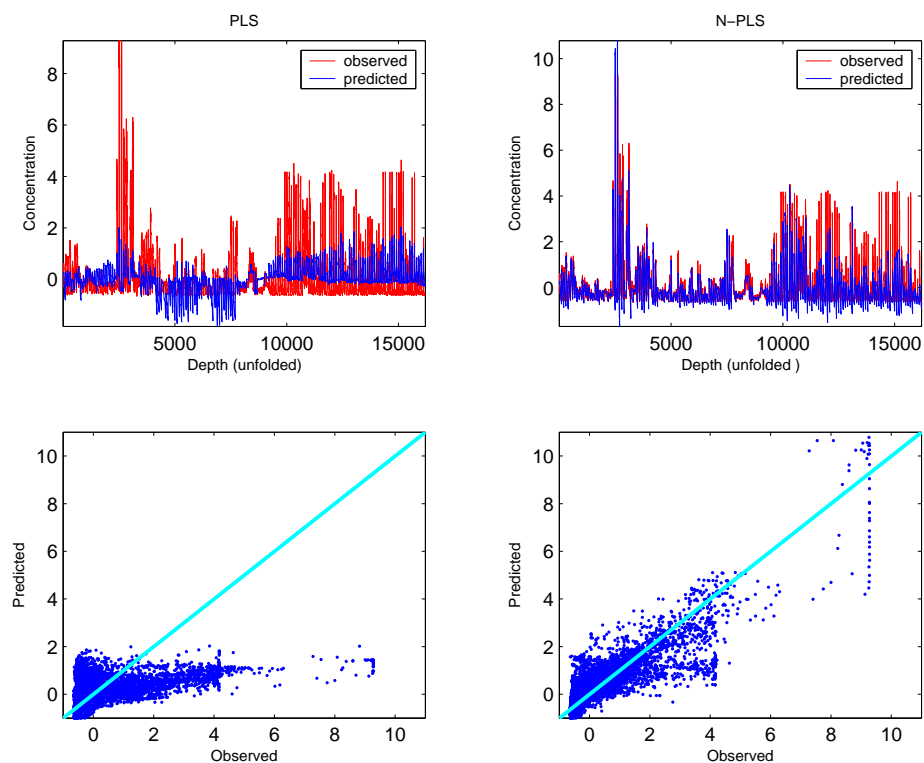 PLS
8
6
4
2
0
Concentration
observed
predicted
5000 10000 15000
Depth (unfolded)
N−PLS
10
8
6
4
2
0
Concentration
observed
predicted
5000 10000 15000
Depth (unfolded )
10
8
6
4
2
0
Predicted
0 2 4 6 8 10
Observed
10
8
6
4
2
0
Predicted
0 2 4 6 8 10
Observed